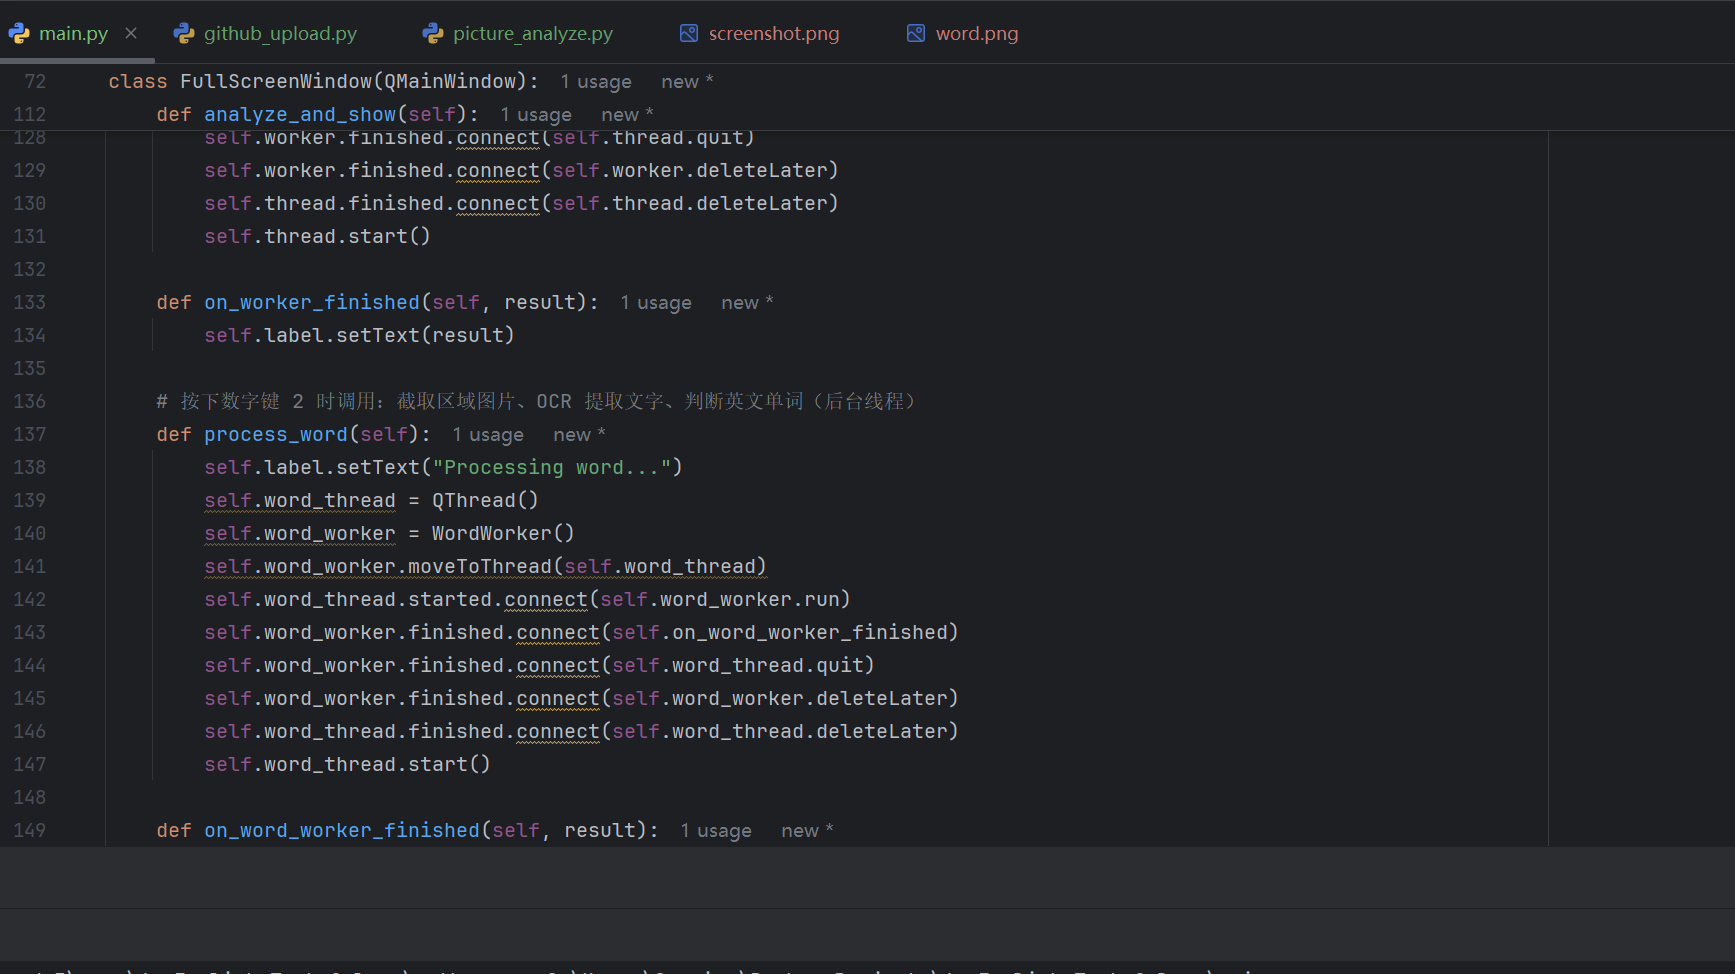 main.py
github_upload.py
picture_analyze.py
screenshot.png
word.png
72 class FullScreenWindow(QMainWindow): 1 usage new *
112 def analyze_and_show(self): 1 usage new *
128 self.worker.finished.connect(self.thread.quit)
129 self.worker.finished.connect(self.worker.deleteLater)
130 self.thread.finished.connect(self.thread.deleteLater)
131 self.thread.start()
132
133 def on_worker_finished(self, result): 1 usage new *
134 self.label.setText(result)
135
136 # 按下数字键 2 时调用：截取区域图片、OCR 提取文字、判断英文单词（后台线程）
137 def process_word(self): 1 usage new *
138 self.label.setText("Processing word...")
139 self.word_thread = QThread()
140 self.word_worker = WordWorker()
141 self.word_worker.moveToThread(self.word_thread)
142 self.word_thread.started.connect(self.word_worker.run)
143 self.word_worker.finished.connect(self.on_word_worker_finished)
144 self.word_worker.finished.connect(self.word_thread.quit)
145 self.word_worker.finished.connect(self.word_worker.deleteLater)
146 self.word_thread.finished.connect(self.word_thread.deleteLater)
147 self.word_thread.start()
148
149 def on_word_worker_finished(self, result): 1 usage new *